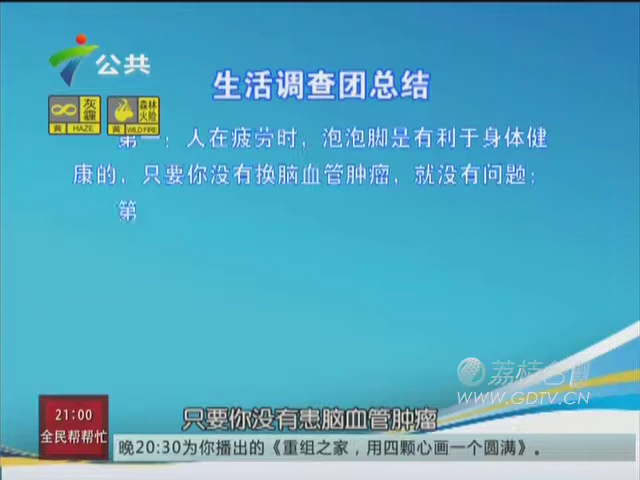 公共
生活调查团总结
灰霾
黄 HAZE
森林火险
黄 WILD FIRE
第一：人在疲劳时，泡泡脚是有利于身体健
康的，只要你没有换脑血管肿瘤，就没有问题；
第
荔枝台
WWW.GDTV.CN
21:00
全民帮帮忙
只要你没有患脑血管肿瘤
晚20:30为你播出的《重组之家，用四颗心画一个圆满》。